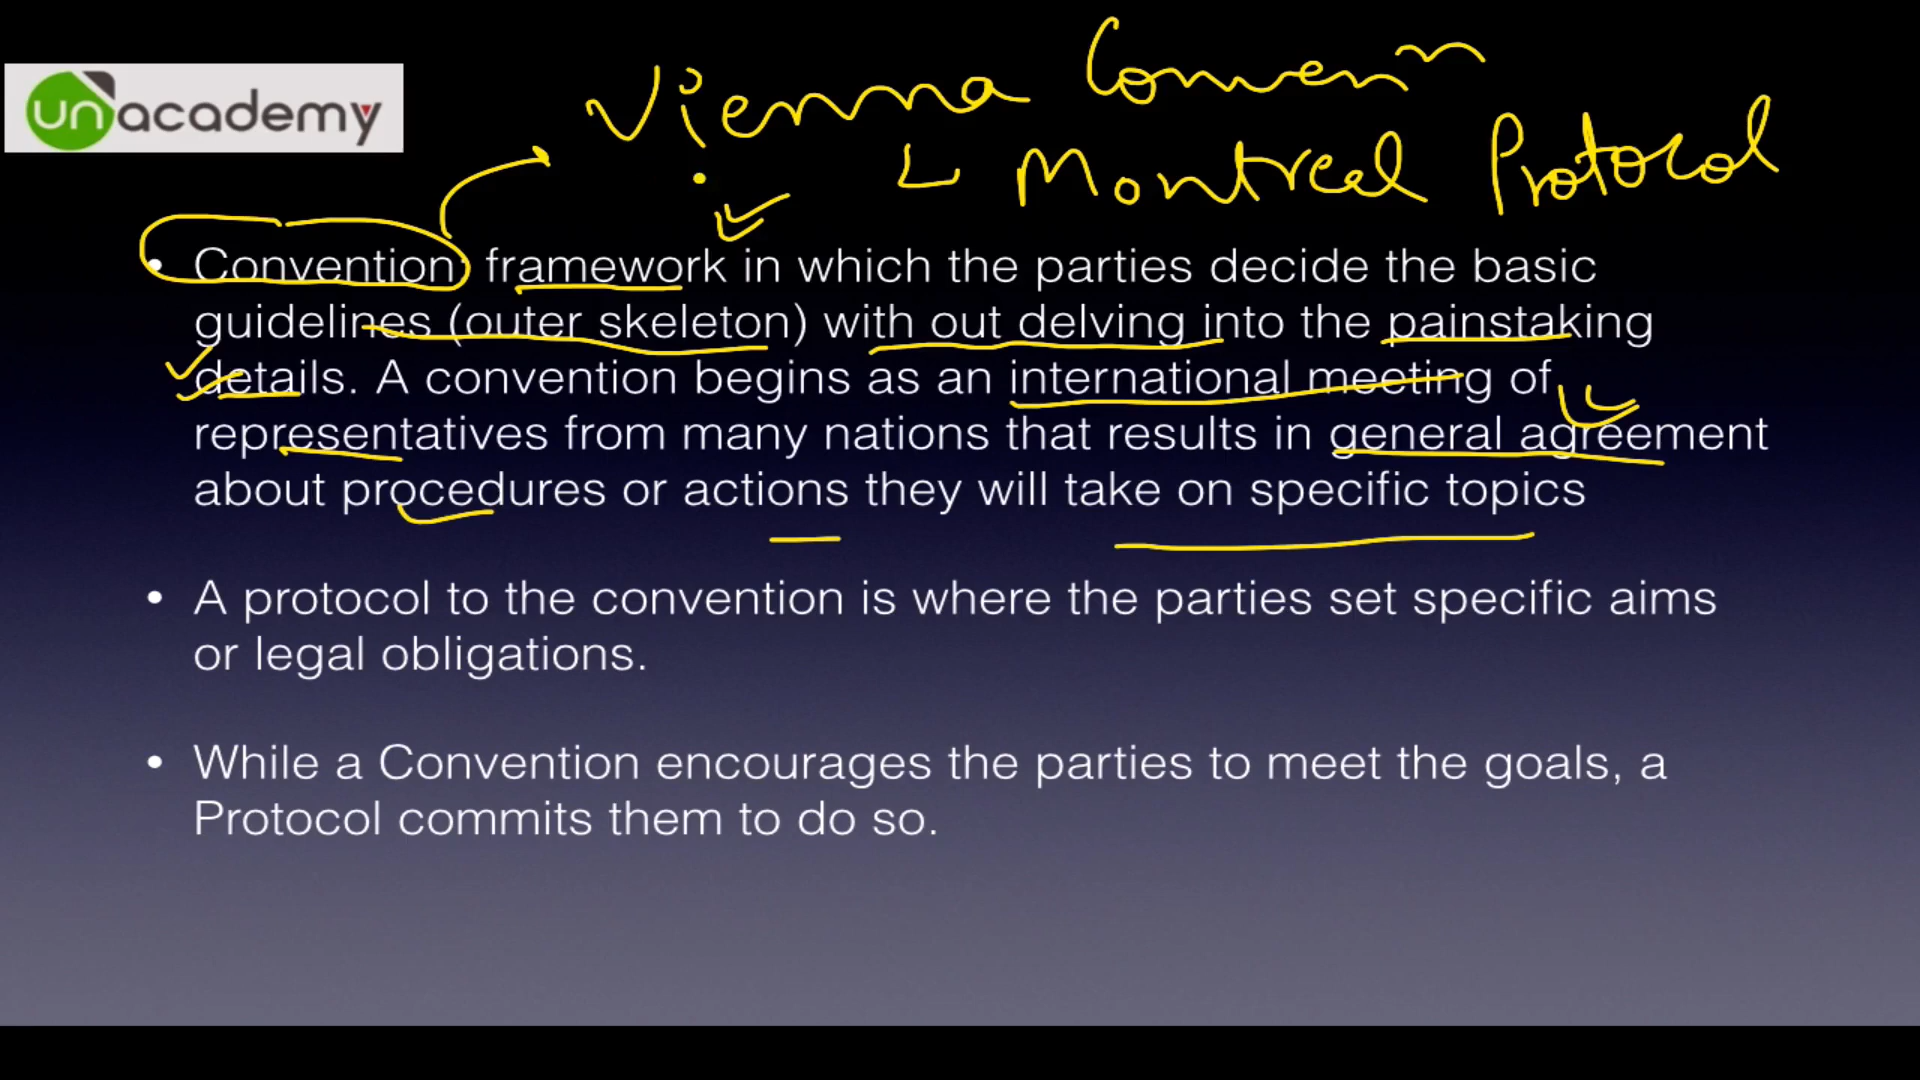 unacademy
Vienna Conven
Montreal Protocol
• Convention: framework in which the parties decide the basic
guidelines (outer skeleton) with out delving into the painstaking
details. A convention begins as an international meeting of
representatives from many nations that results in general agreement
about procedures or actions they will take on specific topics
• A protocol to the convention is where the parties set specific aims
or legal obligations.
• While a Convention encourages the parties to meet the goals, a
Protocol commits them to do so.